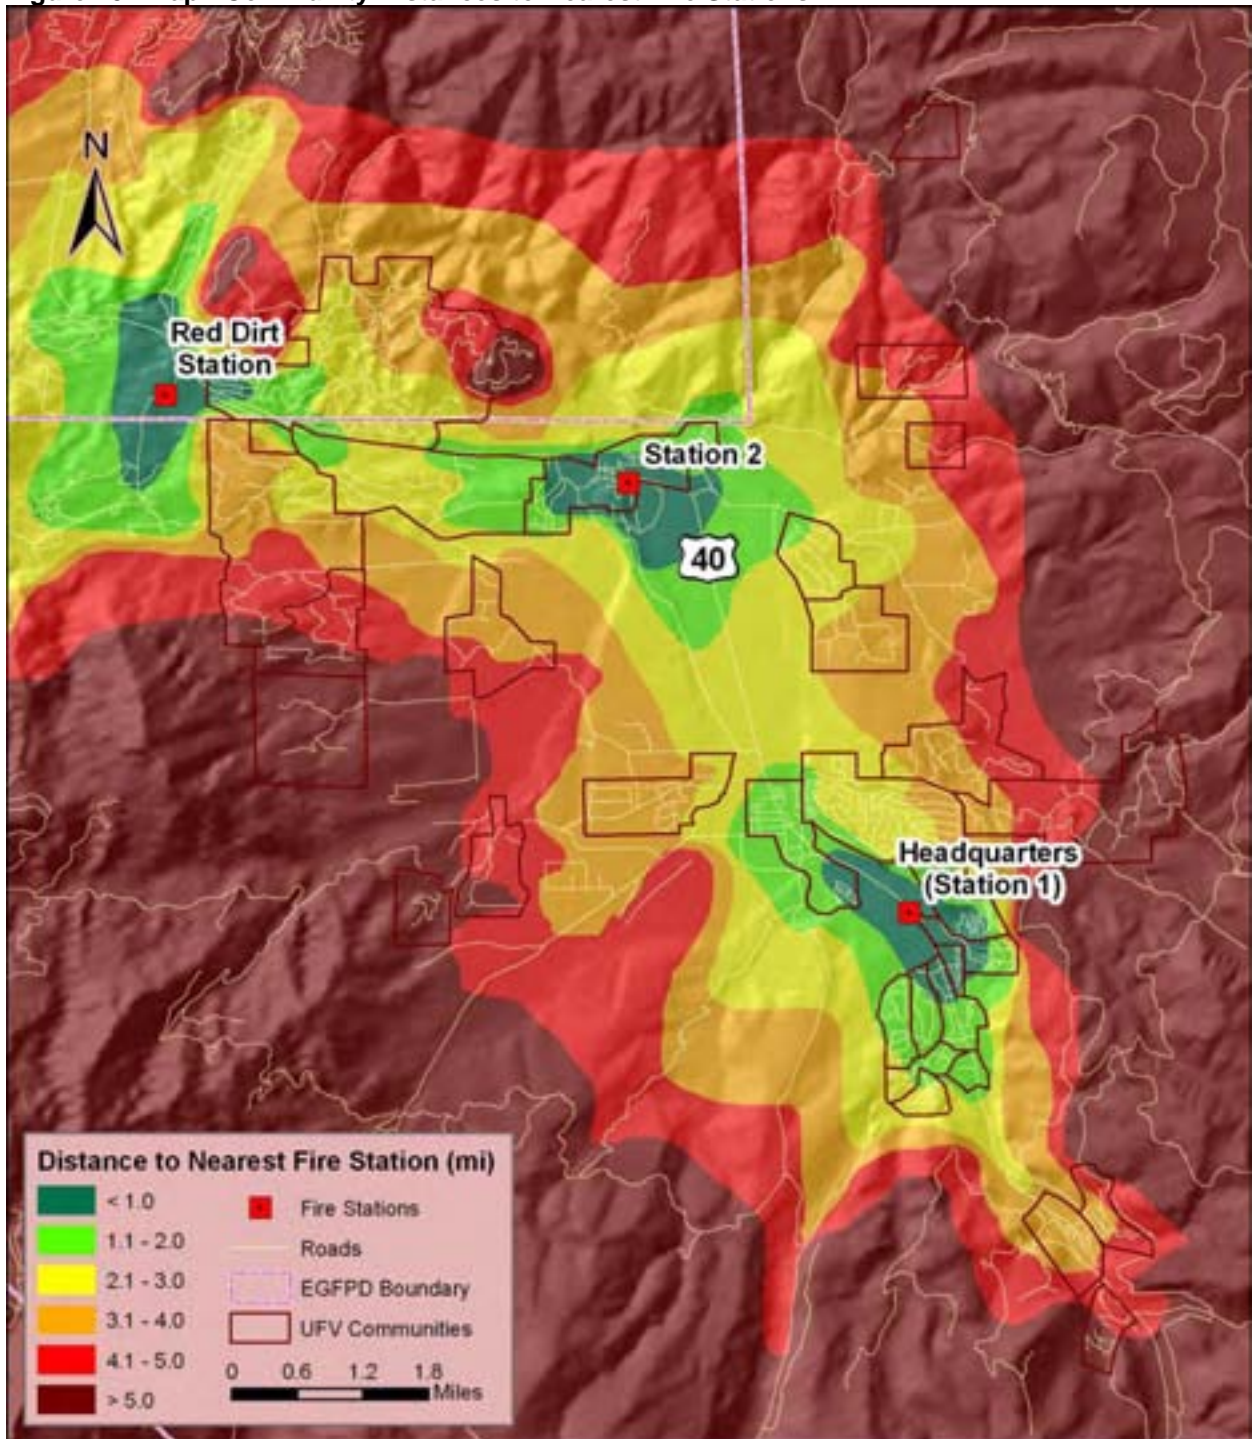 N
Red Dirt
Station
Station 2
40
Headquarters
(Station 1)
Distance to Nearest Fire Station (mi)
< 1.0
1.1 - 2.0
2.1 - 3.0
3.1 - 4.0
4.1 - 5.0
> 5.0
Fire Stations
Roads
EGFPD Boundary
UFV Communities
0 0.6 1.2 1.8
Miles